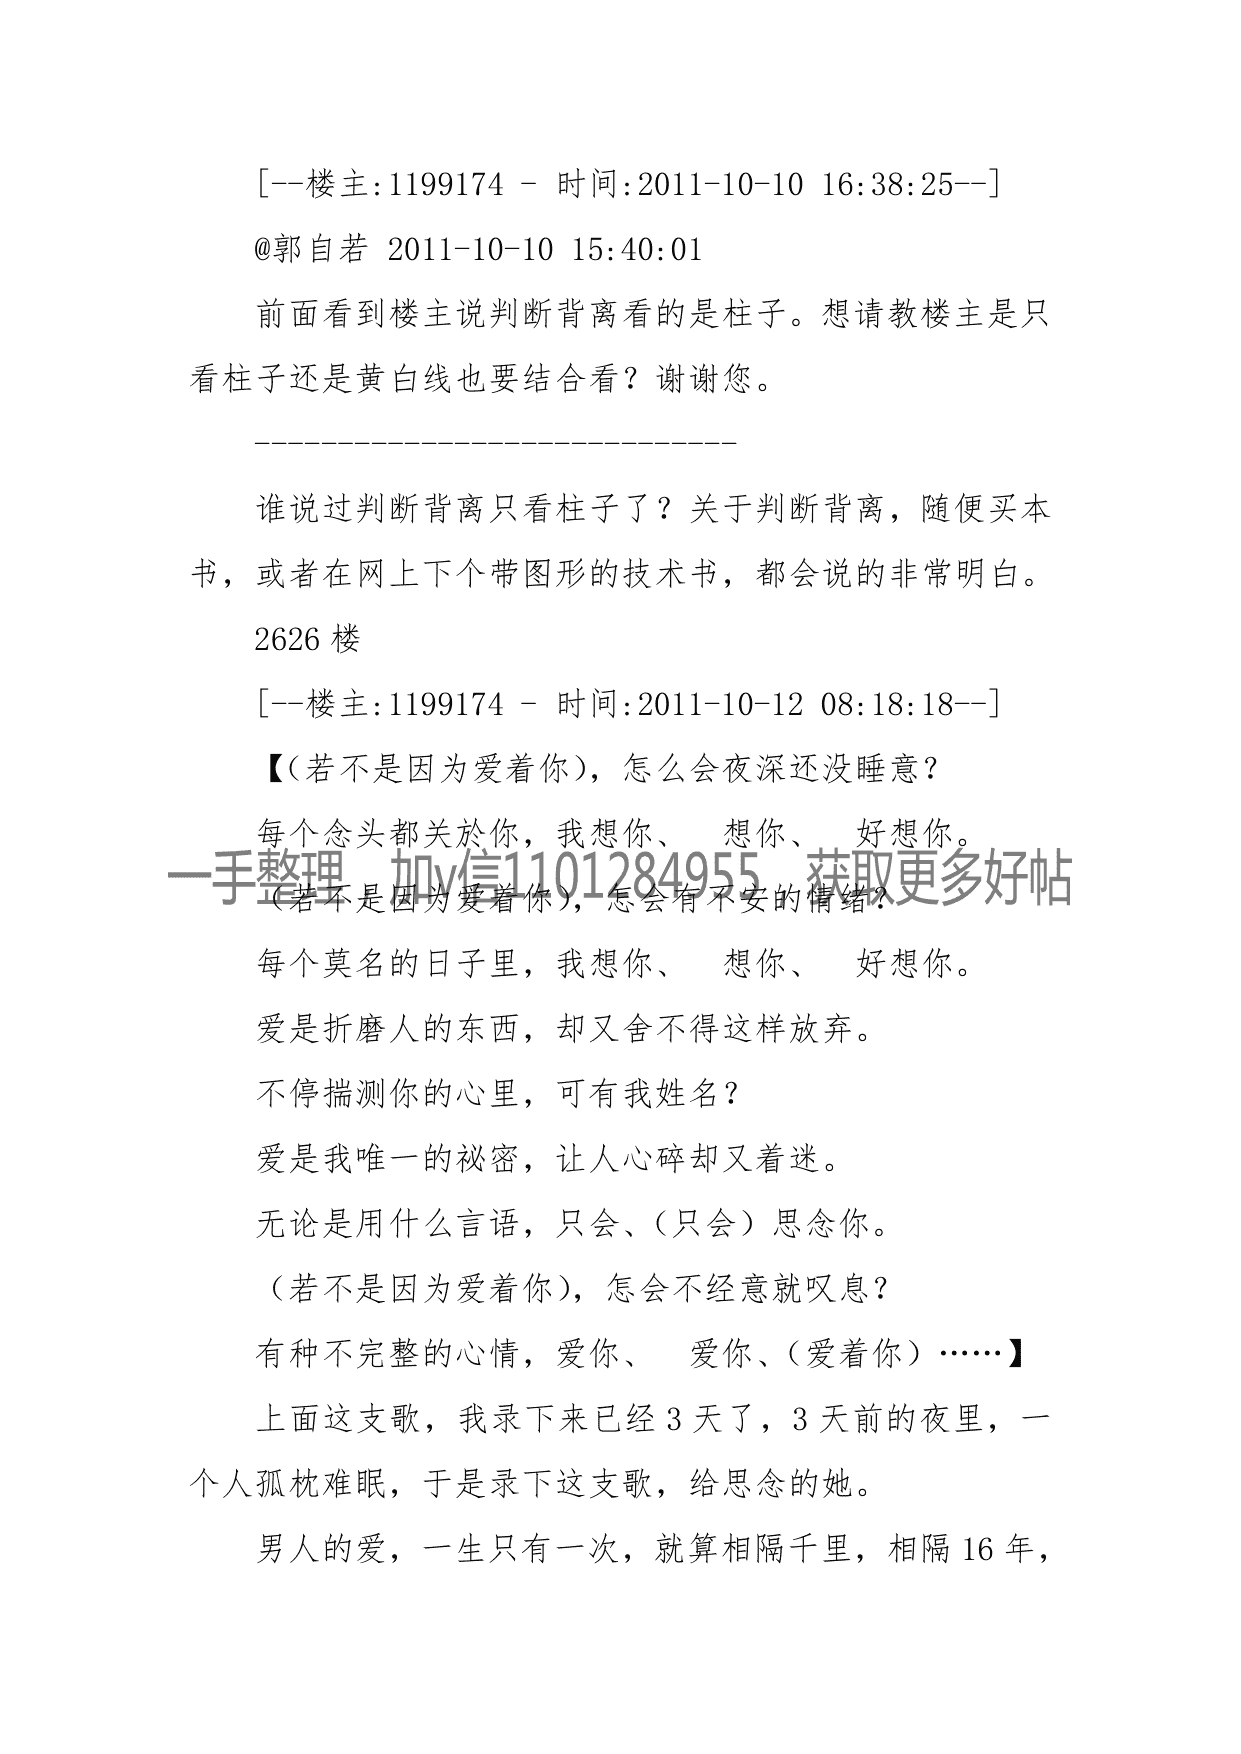 [--楼主:1199174 - 时间:2011-10-10 16:38:25--]
@郭自若 2011-10-10 15:40:01
前面看到楼主说判断背离看的是柱子。想请教楼主是只
看柱子还是黄白线也要结合看？谢谢您。
-----------------------------
谁说过判断背离只看柱子了？关于判断背离，随便买本
书，或者在网上下个带图形的技术书，都会说的非常明白。
2626 楼
[--楼主:1199174 - 时间:2011-10-12 08:18:18--]
【（若不是因为爱着你），怎么会夜深还没睡意？
每个念头都关於你，我想你、　想你、　好想你。
一手整理，加v信1101284955，获取更多好帖
（若不是因为爱着你），怎会有不安的情绪？
每个莫名的日子里，我想你、　想你、　好想你。
爱是折磨人的东西，却又舍不得这样放弃。
不停揣测你的心里，可有我姓名？
爱是我唯一的祕密，让人心碎却又着迷。
无论是用什么言语，只会、（只会）思念你。
（若不是因为爱着你），怎会不经意就叹息？
有种不完整的心情，爱你、　爱你、（爱着你）……】
上面这支歌，我录下来已经 3 天了，3 天前的夜里，一
个人孤枕难眠，于是录下这支歌，给思念的她。
男人的爱，一生只有一次，就算相隔千里，相隔 16 年，